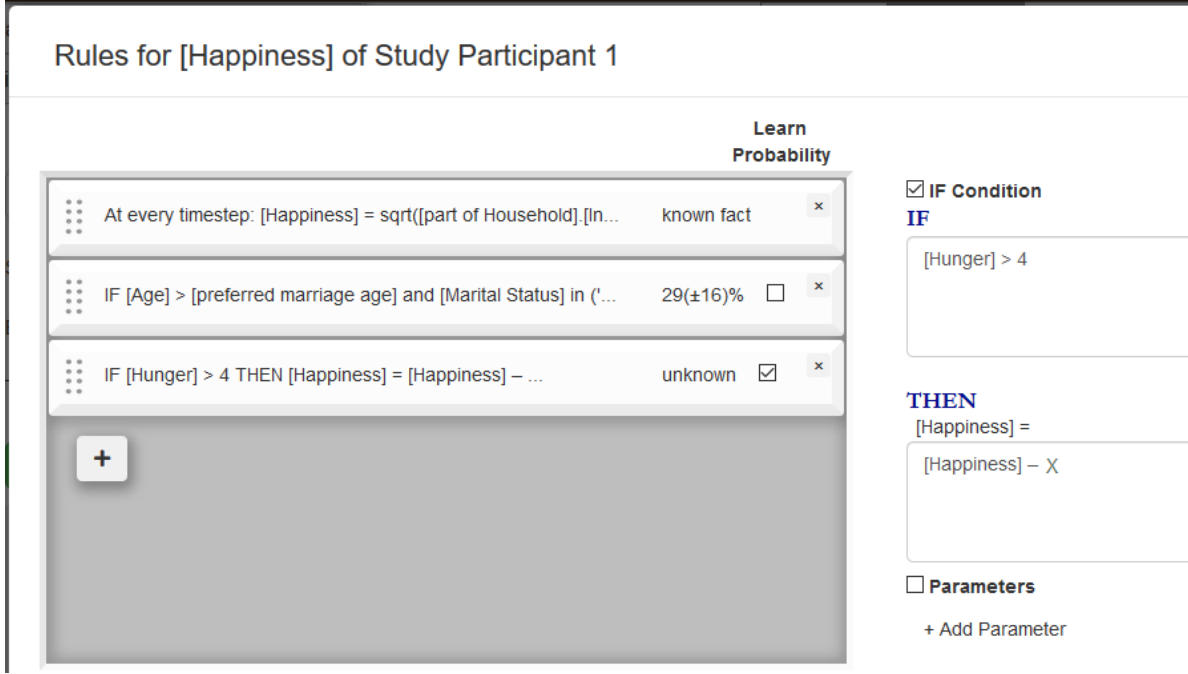 Rules for [Happiness] of Study Participant 1
Learn
Probability
At every timestep: [Happiness] = sqrt([part of Household].[In... known fact ×
IF [Age] > [preferred marriage age] and [Marital Status] in ('... 29(±16)% ×
IF [Hunger] > 4 THEN [Happiness] = [Happiness] – ... unknown ×
+
IF Condition
IF
[Hunger] > 4
THEN
[Happiness] =
[Happiness] – X
Parameters
+ Add Parameter